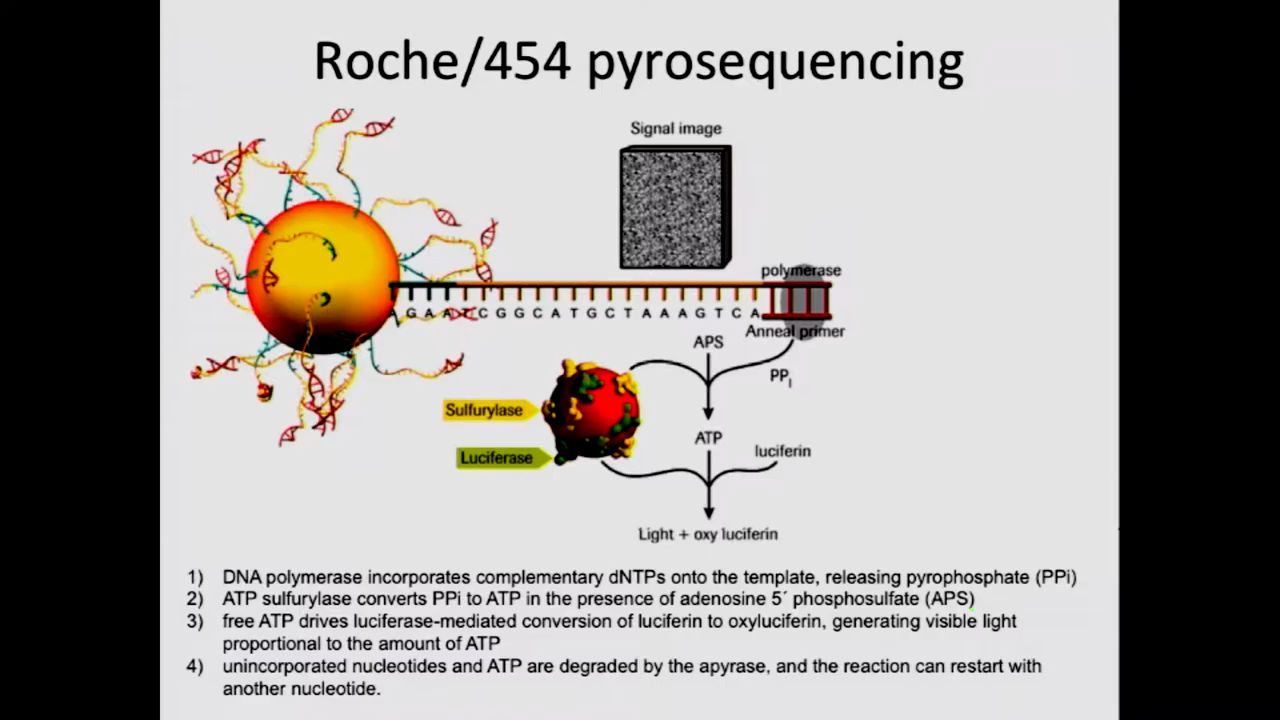 Roche/454 pyrosequencing
Signal image
polymerase
A G A A T C G G C A T G C T A A A G T C A
Anneal primer
APS
PPi
Sulfurylase
ATP
luciferin
Luciferase
Light + oxy luciferin
1) DNA polymerase incorporates complementary dNTPs onto the template, releasing pyrophosphate (PPi)
2) ATP sulfurylase converts PPi to ATP in the presence of adenosine 5´ phosphosulfate (APS)
3) free ATP drives luciferase-mediated conversion of luciferin to oxyluciferin, generating visible light
proportional to the amount of ATP
4) unincorporated nucleotides and ATP are degraded by the apyrase, and the reaction can restart with
another nucleotide.